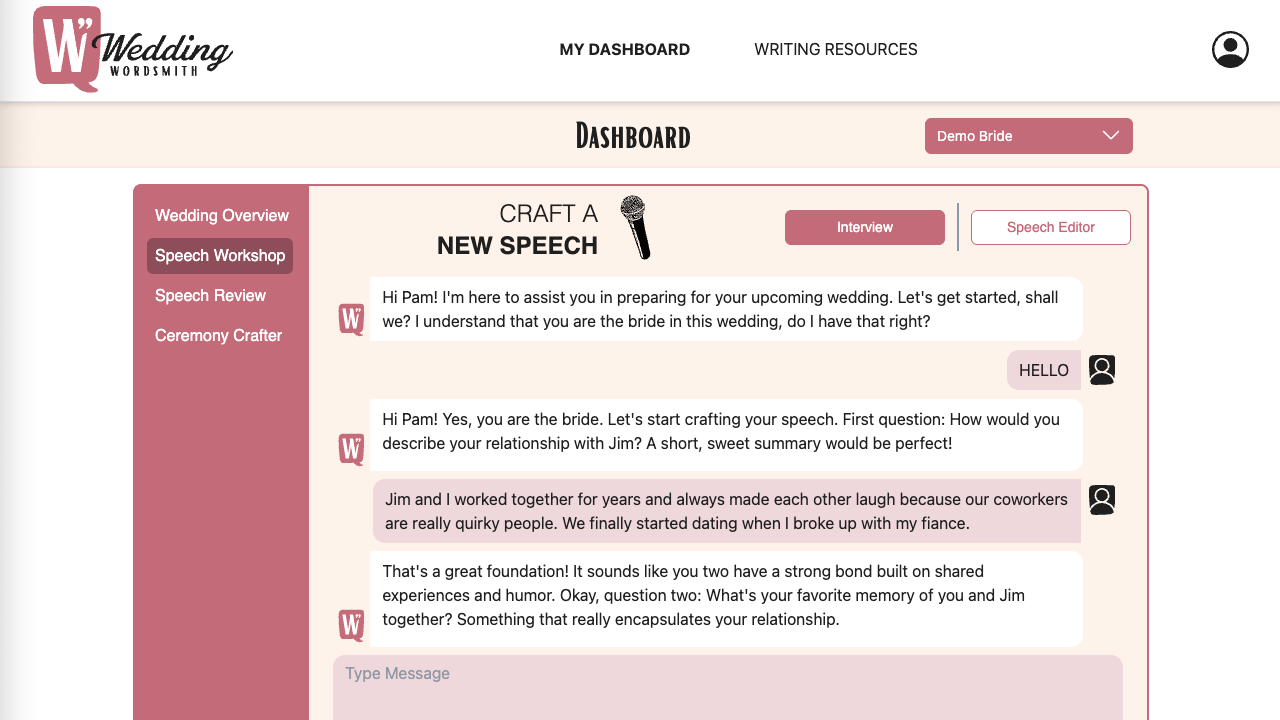 W” Wedding
WORDSMITH
MY DASHBOARD
WRITING RESOURCES
DASHBOARD
Demo Bride
Wedding Overview
Speech Workshop
Speech Review
Ceremony Crafter
CRAFT A
NEW SPEECH
Interview
Speech Editor
Hi Pam! I'm here to assist you in preparing for your upcoming wedding. Let's get started, shall
we? I understand that you are the bride in this wedding, do I have that right?
W
HELLO
Hi Pam! Yes, you are the bride. Let's start crafting your speech. First question: How would you
describe your relationship with Jim? A short, sweet summary would be perfect!
W
Jim and I worked together for years and always made each other laugh because our coworkers
are really quirky people. We finally started dating when I broke up with my fiance.
That's a great foundation! It sounds like you two have a strong bond built on shared
experiences and humor. Okay, question two: What's your favorite memory of you and Jim
together? Something that really encapsulates your relationship.
W
Type Message